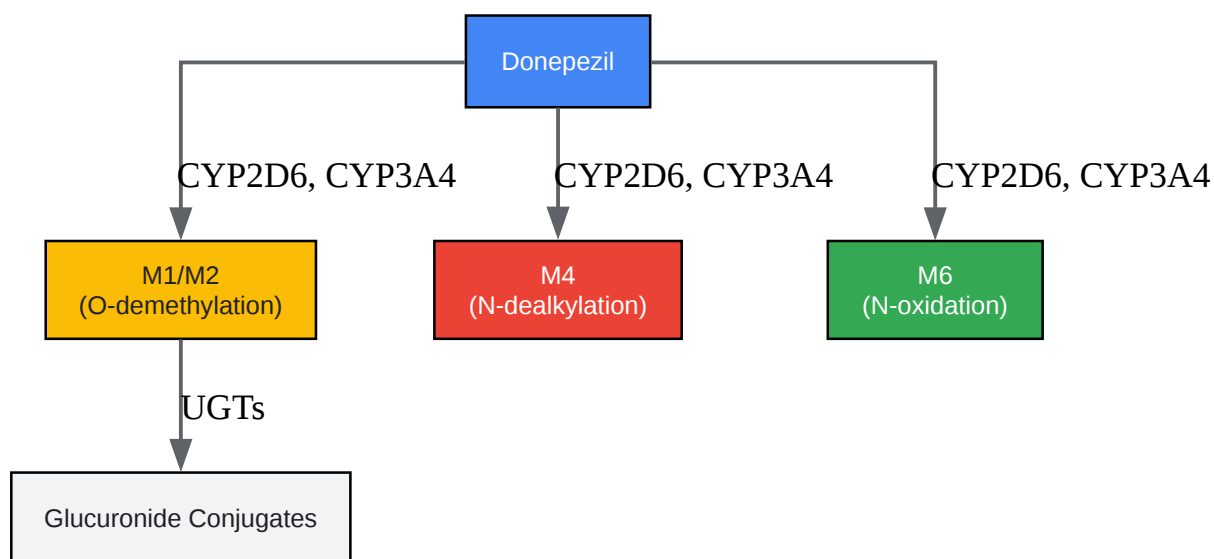 Donepezil
CYP2D6, CYP3A4
CYP2D6, CYP3A4
CYP2D6, CYP3A4
M1/M2
(O-demethylation)
M4
(N-dealkylation)
M6
(N-oxidation)
UGTs
Glucuronide Conjugates